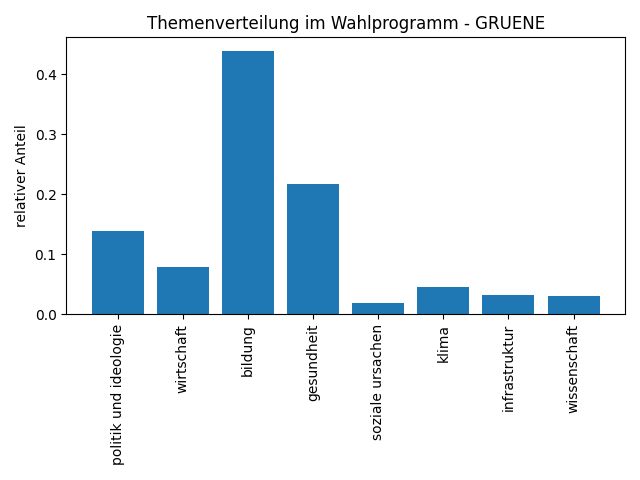 Themenverteilung im Wahlprogramm - GRUENE
relativer Anteil
0.4
0.3
0.2
0.1
0.0
politik und ideologie
wirtschaft
bildung
gesundheit
soziale ursachen
klima
infrastruktur
wissenschaft